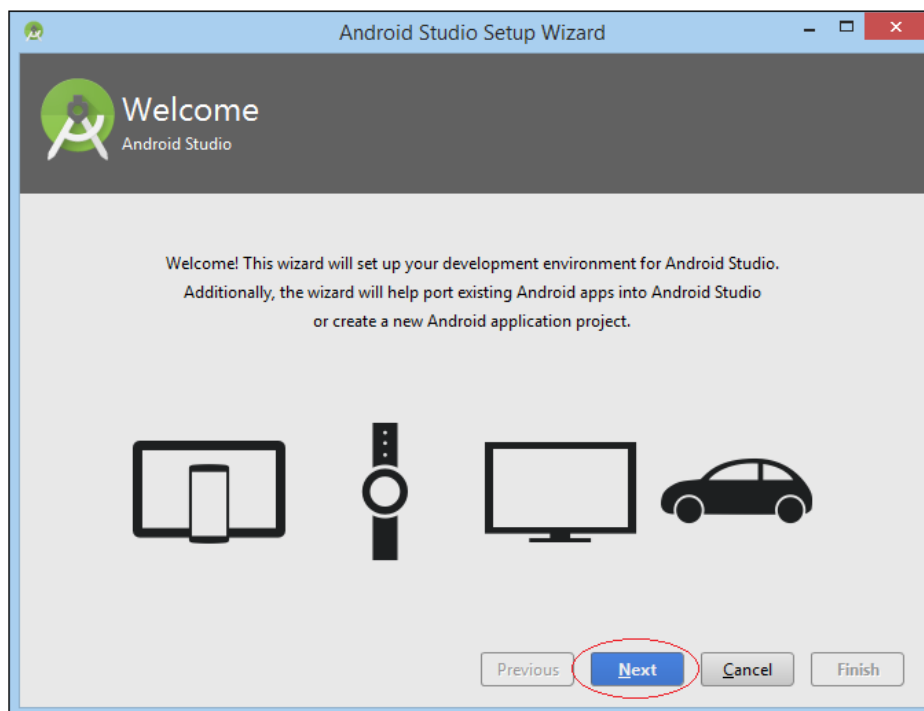 Android Studio Setup Wizard
Welcome
Android Studio
Welcome! This wizard will set up your development environment for Android Studio.
Additionally, the wizard will help port existing Android apps into Android Studio
or create a new Android application project.
Previous Next Cancel Finish